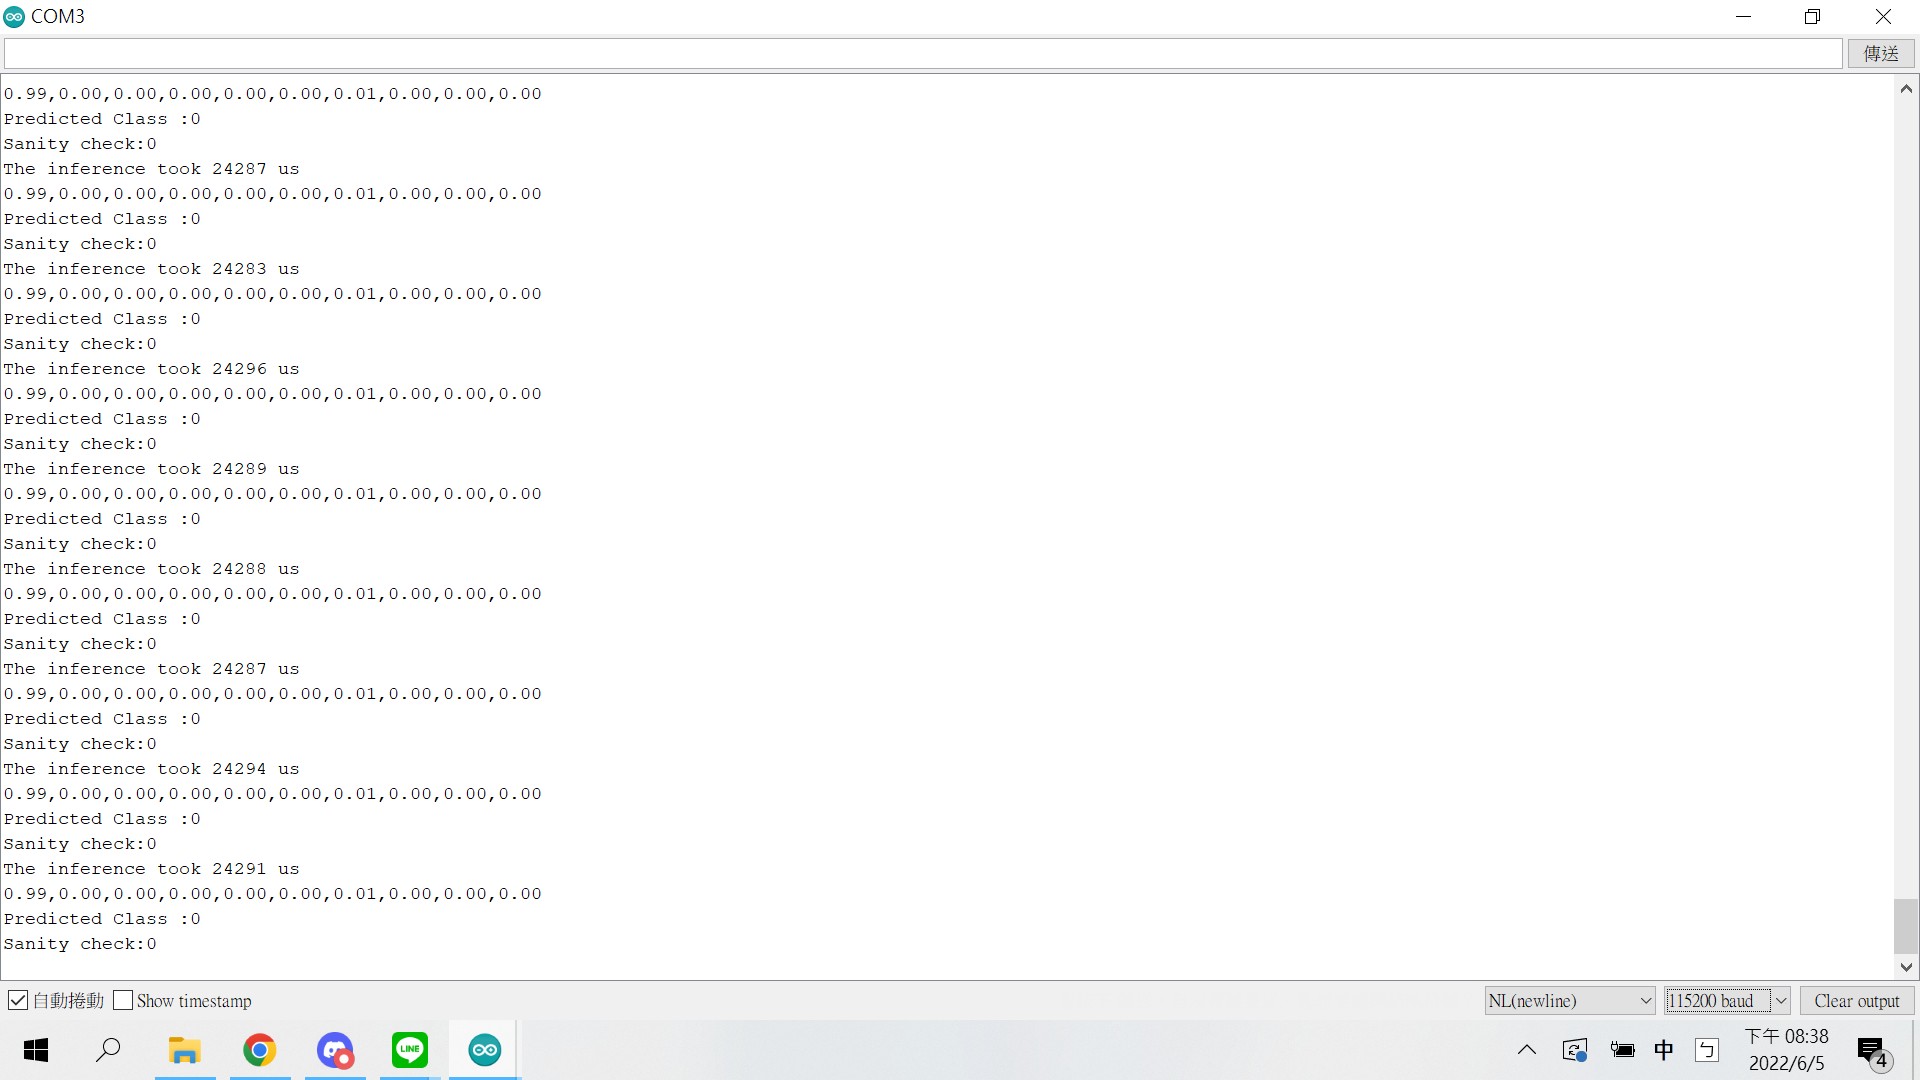 COM3
傳送
0.99,0.00,0.00,0.00,0.00,0.00,0.01,0.00,0.00,0.00
Predicted Class :0
Sanity check:0
The inference took 24287 us
0.99,0.00,0.00,0.00,0.00,0.00,0.01,0.00,0.00,0.00
Predicted Class :0
Sanity check:0
The inference took 24283 us
0.99,0.00,0.00,0.00,0.00,0.00,0.01,0.00,0.00,0.00
Predicted Class :0
Sanity check:0
The inference took 24296 us
0.99,0.00,0.00,0.00,0.00,0.00,0.01,0.00,0.00,0.00
Predicted Class :0
Sanity check:0
The inference took 24289 us
0.99,0.00,0.00,0.00,0.00,0.00,0.01,0.00,0.00,0.00
Predicted Class :0
Sanity check:0
The inference took 24288 us
0.99,0.00,0.00,0.00,0.00,0.00,0.01,0.00,0.00,0.00
Predicted Class :0
Sanity check:0
The inference took 24287 us
0.99,0.00,0.00,0.00,0.00,0.00,0.01,0.00,0.00,0.00
Predicted Class :0
Sanity check:0
The inference took 24294 us
0.99,0.00,0.00,0.00,0.00,0.00,0.01,0.00,0.00,0.00
Predicted Class :0
Sanity check:0
The inference took 24291 us
0.99,0.00,0.00,0.00,0.00,0.00,0.01,0.00,0.00,0.00
Predicted Class :0
Sanity check:0
自動捲動 Show timestamp NL(newline) 115200 baud Clear output
LINE
中 ㄅ
下午 08:38
2022/6/5
4